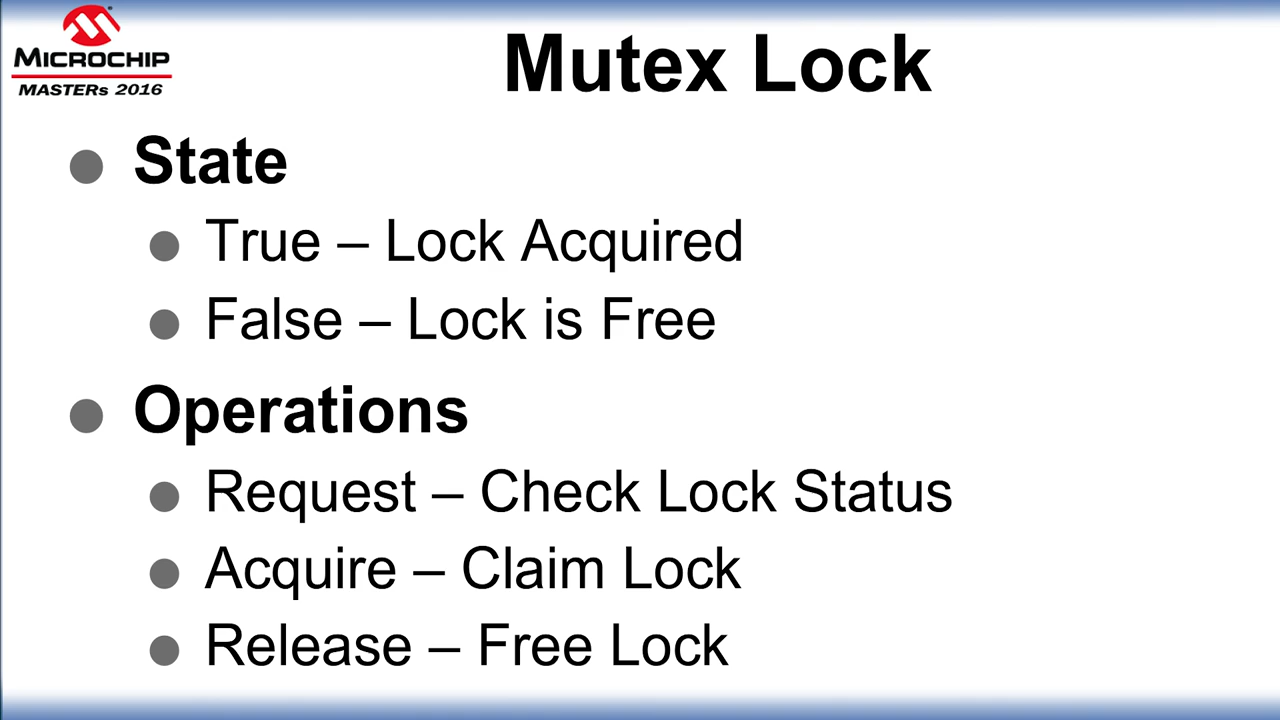 MICROCHIP
MASTERs 2016
Mutex Lock
State
True – Lock Acquired
False – Lock is Free
Operations
Request – Check Lock Status
Acquire – Claim Lock
Release – Free Lock